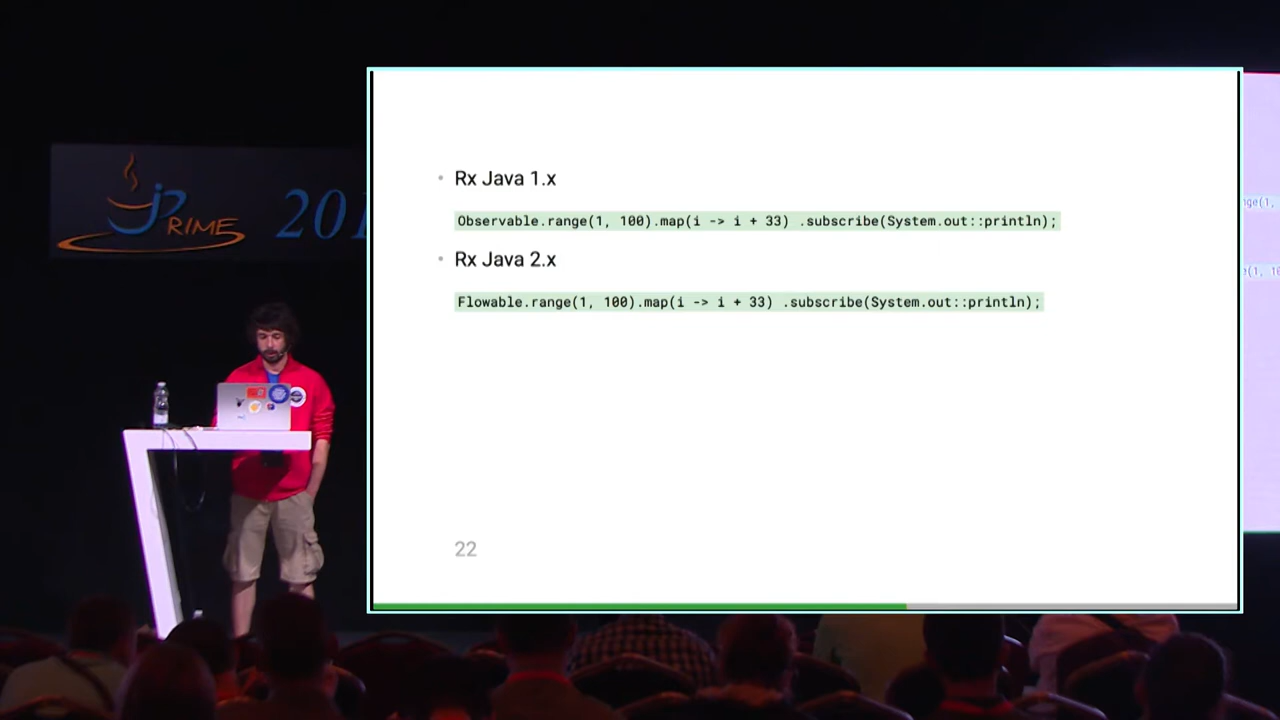 jPRIME 201
• Rx Java 1.x
Observable.range(1, 100).map(i -> i + 33) .subscribe(System.out::println);
• Rx Java 2.x
Flowable.range(1, 100).map(i -> i + 33) .subscribe(System.out::println);
22